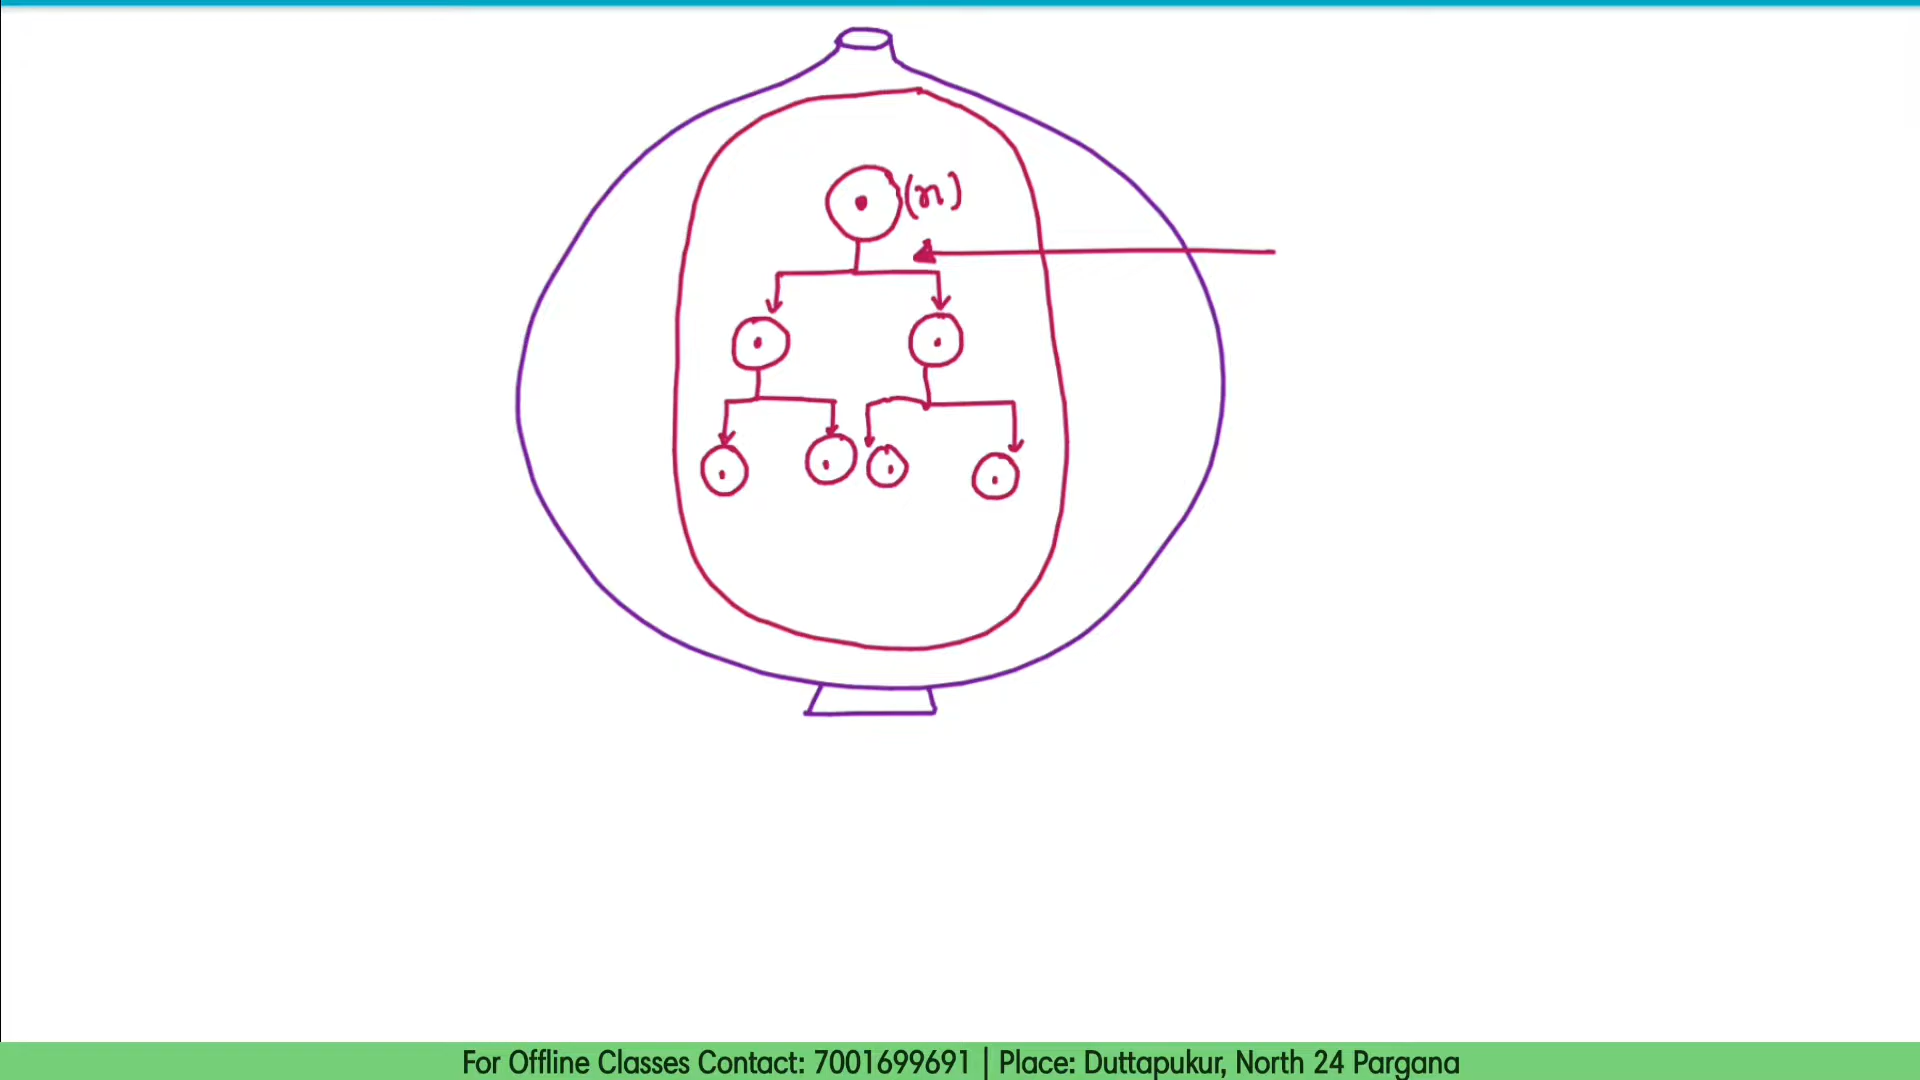 (n)
For Offline Classes Contact: 7001699691 | Place: Duttapukur, North 24 Pargana